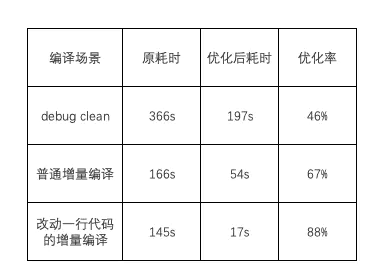 编译场景 原耗时 优化后耗时 优化率
debug clean 366s 197s 46%
普通增量编译 166s 54s 67%
改动一行代码
的增量编译 145s 17s 88%